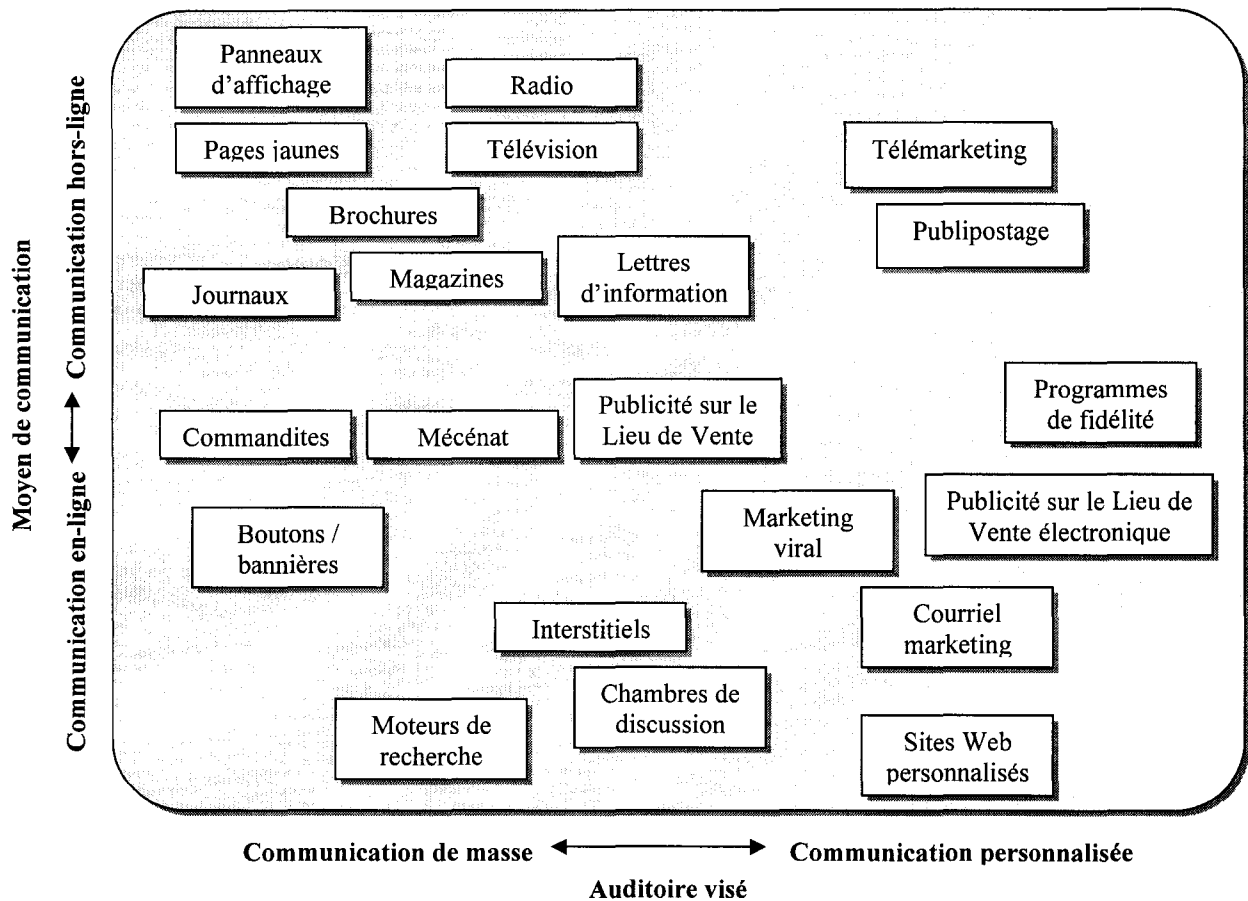 Panneaux
d'affichage
Radio
Pages jaunes
Télévision
Télémarketing
Brochures
Publipostage
Journaux
Magazines
Lettres
d'information
Programmes
de fidélité
Commandites
Mécénat
Publicité sur le
Lieu de Vente
Boutons /
bannières
Marketing
viral
Publicité sur le Lieu de
Vente électronique
Interstitiels
Courriel
marketing
Moteurs de
recherche
Chambres de
discussion
Sites Web
personnalisés
Moyen de communication
Communication hors-ligne
Communication en-ligne
Communication de masse
Communication personnalisée
Auditoire visé